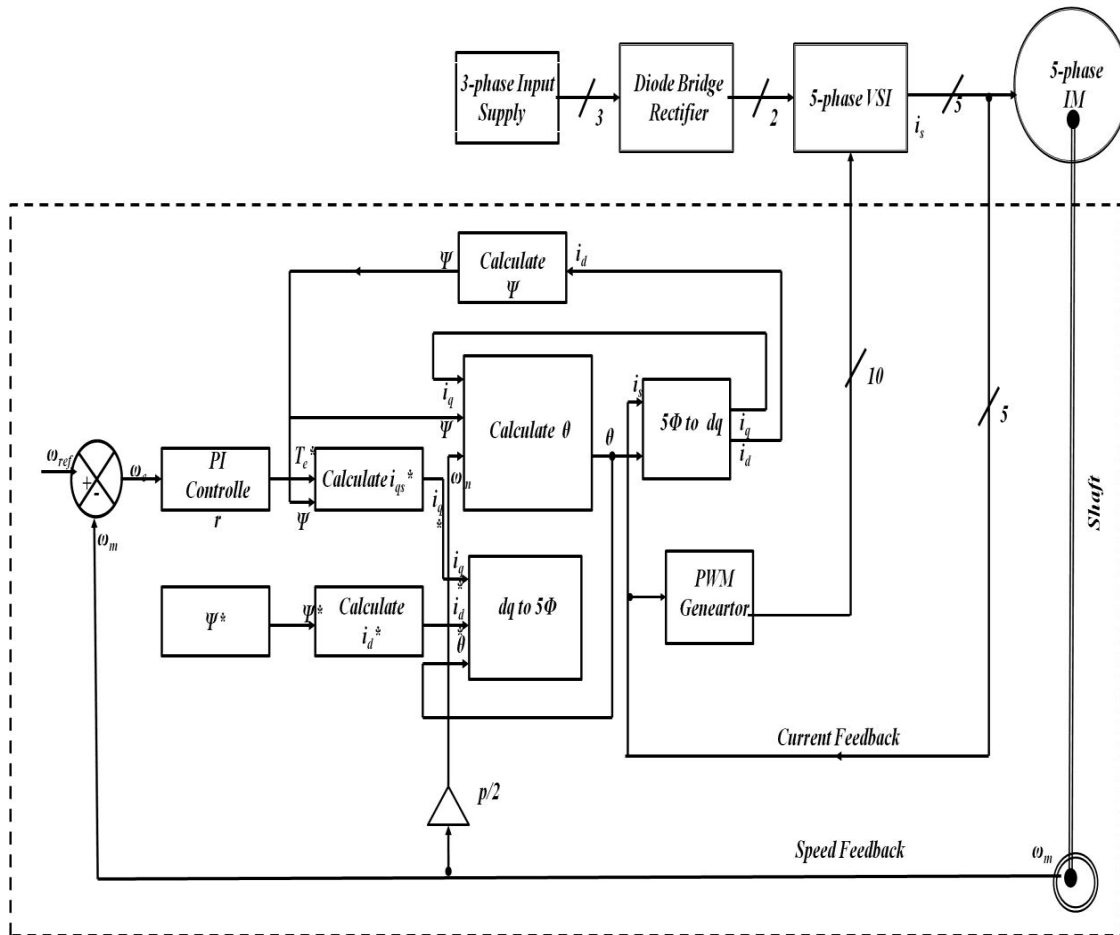 3-phase Input
Supply
3
Diode Bridge
Rectifier
2
5-phase VSI
i_s
5
5-phase
IM
Ψ
Calculate
Ψ
i_d
i_q
Ψ
ω_m
Calculate θ
θ
i_s
5Φ to dq
i_q
i_d
10
5
Shaft
ω_ref
+
-
ω_e
ω_m
PI
Controlle
r
T_e*
Ψ
Calculate i_qs*
i_q
*
Ψ*
Ψ*
Calculate
i_d*
i_q
*
i_d
*
θ
dq to 5Φ
PWM
Geneartor
Current Feedback
p/2
Speed Feedback
ω_m